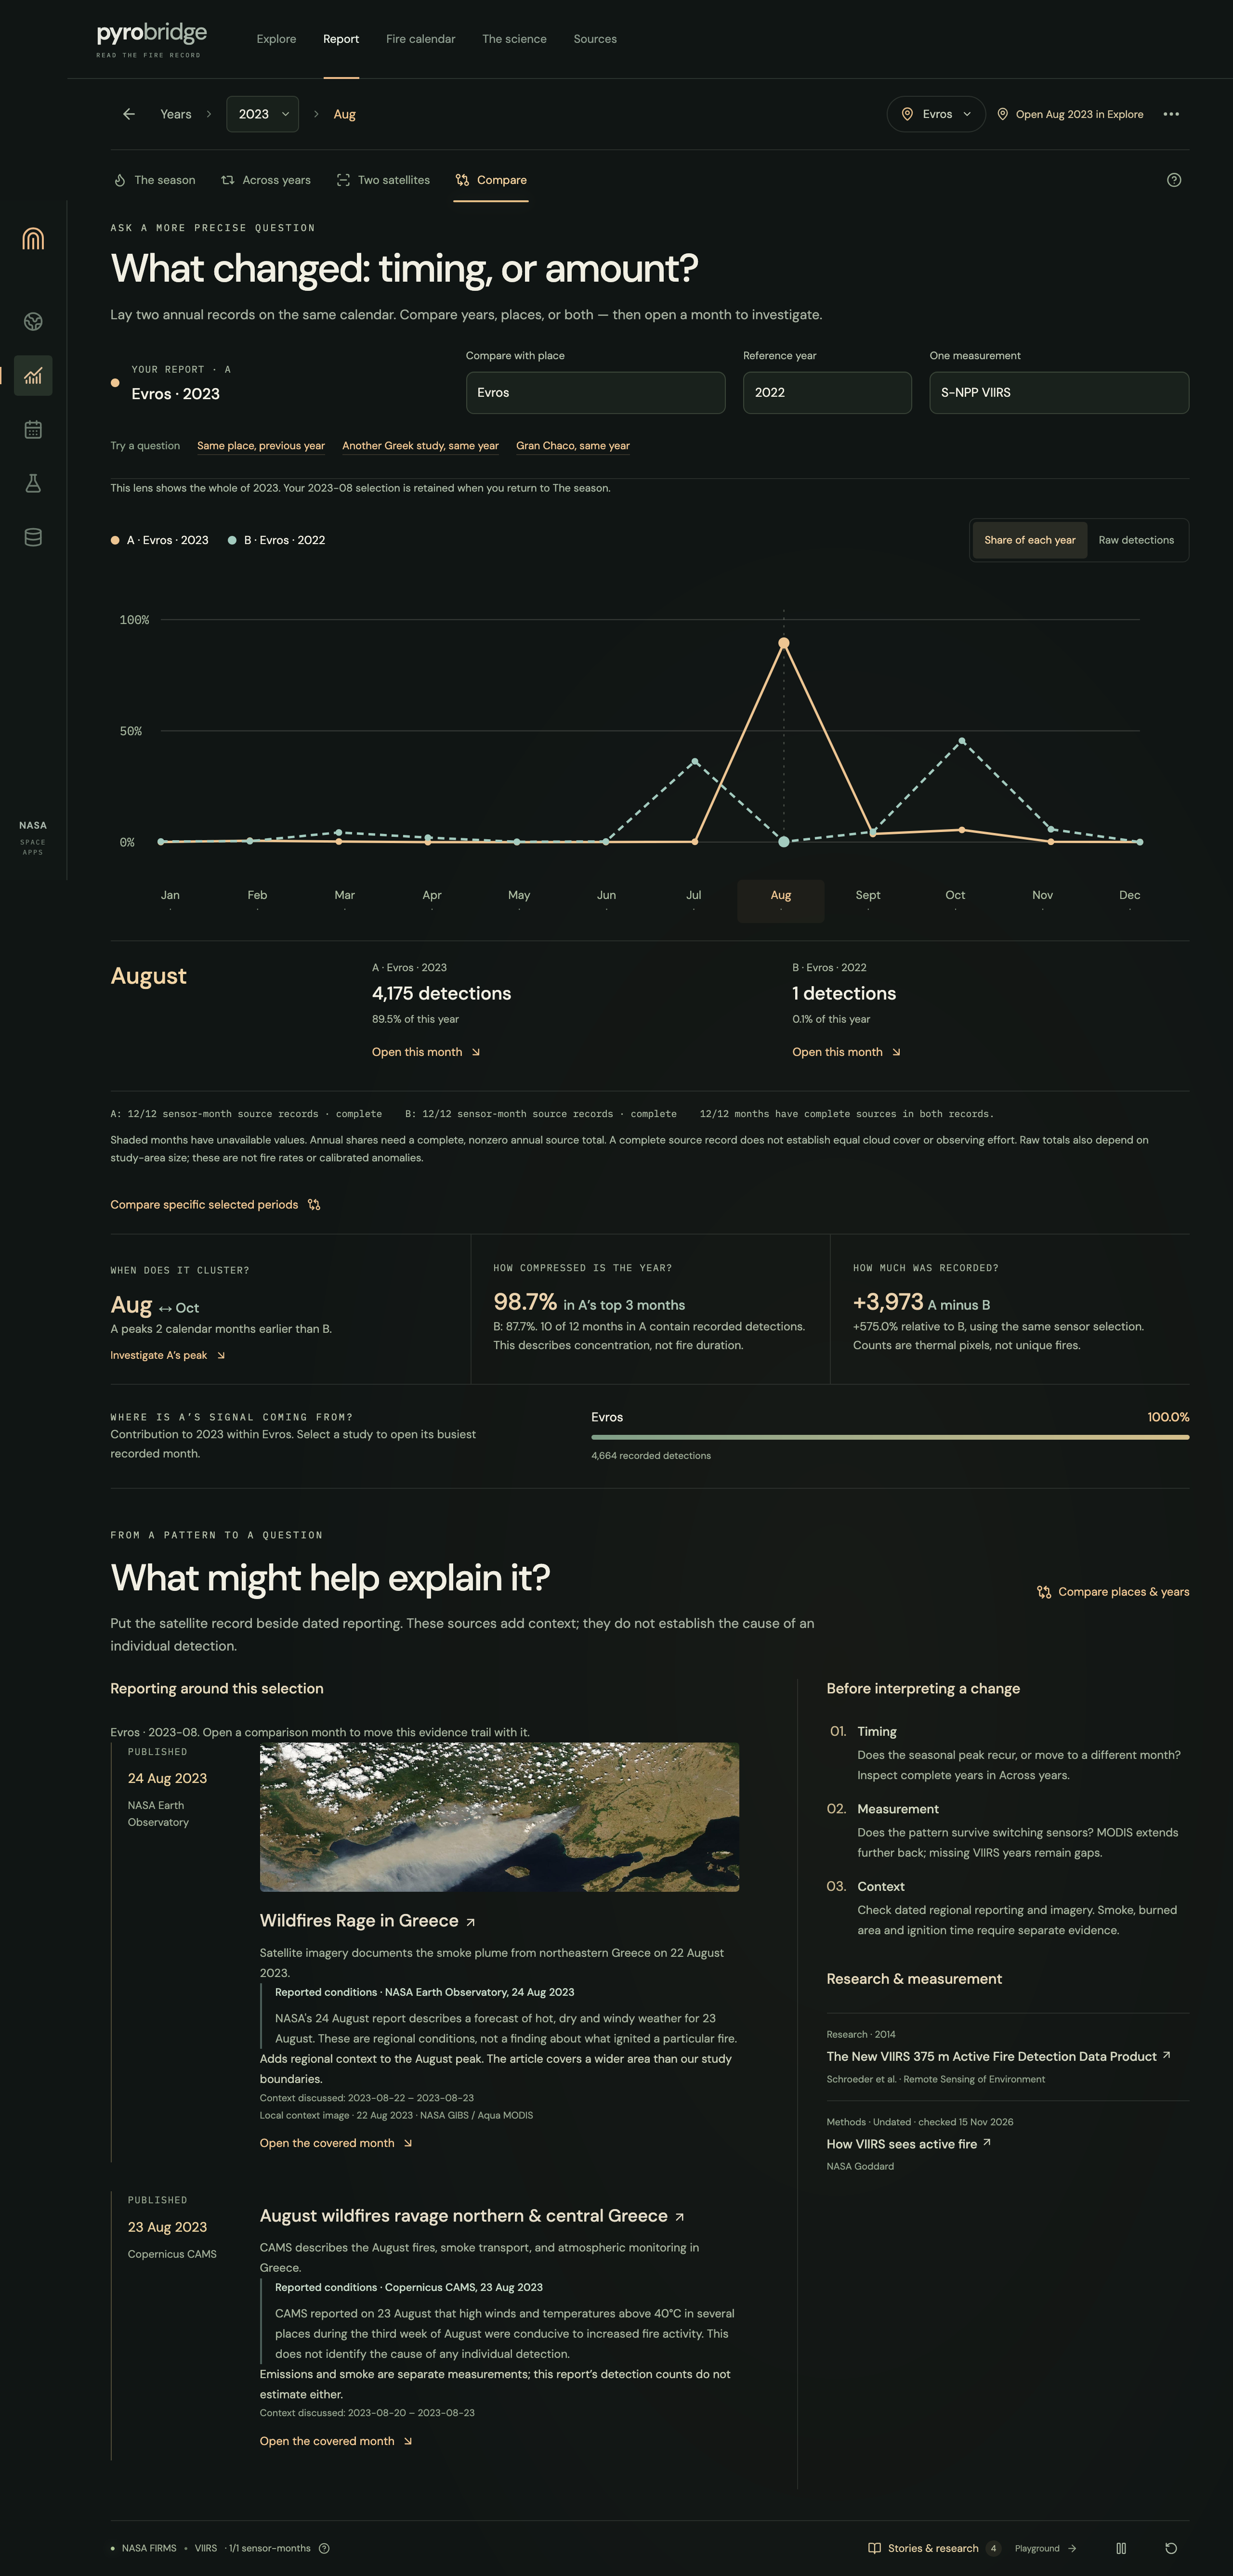 pyrobridge
READ THE FIRE RECORD
Explore
Report
Fire calendar
The science
Sources
Years
2023
Aug
Evros
Open Aug 2023 in Explore
The season
Across years
Two satellites
Compare
ASK A MORE PRECISE QUESTION
What changed: timing, or amount?
Lay two annual records on the same calendar. Compare years, places, or both — then open a month to investigate.
YOUR REPORT · A
Evros · 2023
Compare with place
Evros
Reference year
2022
One measurement
S-NPP VIIRS
Try a question
Same place, previous year
Another Greek study, same year
Gran Chaco, same year
This lens shows the whole of 2023. Your 2023-08 selection is retained when you return to The season.
A · Evros · 2023
B · Evros · 2022
Share of each year
Raw detections
100%
50%
0%
Jan
Feb
Mar
Apr
May
Jun
Jul
Aug
Sept
Oct
Nov
Dec
NASA
SPACE
APPS
August
A · Evros · 2023
4,175 detections
89.5% of this year
Open this month
B · Evros · 2022
1 detections
0.1% of this year
Open this month
A: 12/12 sensor-month source records · complete
B: 12/12 sensor-month source records · complete
12/12 months have complete sources in both records.
Shaded months have unavailable values. Annual shares need a complete, nonzero annual source total. A complete source record does not establish equal cloud cover or observing effort. Raw totals also depend on
study-area size; these are not fire rates or calibrated anomalies.
Compare specific selected periods
WHEN DOES IT CLUSTER?
Aug ↔ Oct
A peaks 2 calendar months earlier than B.
Investigate A's peak
HOW COMPRESSED IS THE YEAR?
98.7% in A's top 3 months
B: 87.7%. 10 of 12 months in A contain recorded detections.
This describes concentration, not fire duration.
HOW MUCH WAS RECORDED?
+3,973 A minus B
+575.0% relative to B, using the same sensor selection.
Counts are thermal pixels, not unique fires.
WHERE IS A'S SIGNAL COMING FROM?
Contribution to 2023 within Evros. Select a study to open its busiest
recorded month.
Evros
100.0%
4,664 recorded detections
FROM A PATTERN TO A QUESTION
What might help explain it?
Compare places & years
Put the satellite record beside dated reporting. These sources add context; they do not establish the cause of an
individual detection.
Reporting around this selection
Evros · 2023-08. Open a comparison month to move this evidence trail with it.
PUBLISHED
24 Aug 2023
NASA Earth
Observatory
Wildfires Rage in Greece
Satellite imagery documents the smoke plume from northeastern Greece on 22 August
2023.
Reported conditions · NASA Earth Observatory, 24 Aug 2023
NASA's 24 August report describes a forecast of hot, dry and windy weather for 23
August. These are regional conditions, not a finding about what ignited a particular fire.
Adds regional context to the August peak. The article covers a wider area than our study
boundaries.
Context discussed: 2023-08-22 – 2023-08-23
Local context image · 22 Aug 2023 · NASA GIBS / Aqua MODIS
Open the covered month
PUBLISHED
23 Aug 2023
Copernicus CAMS
August wildfires ravage northern & central Greece
CAMS describes the August fires, smoke transport, and atmospheric monitoring in
Greece.
Reported conditions · Copernicus CAMS, 23 Aug 2023
CAMS reported on 23 August that high winds and temperatures above 40°C in several
places during the third week of August were conducive to increased fire activity. This
does not identify the cause of any individual detection.
Emissions and smoke are separate measurements; this report's detection counts do not
estimate either.
Context discussed: 2023-08-20 – 2023-08-23
Open the covered month
Before interpreting a change
01. Timing
Does the seasonal peak recur, or move to a different month?
Inspect complete years in Across years.
02. Measurement
Does the pattern survive switching sensors? MODIS extends
further back; missing VIIRS years remain gaps.
03. Context
Check dated regional reporting and imagery. Smoke, burned
area and ignition time require separate evidence.
Research & measurement
Research · 2014
The New VIIRS 375 m Active Fire Detection Data Product
Schroeder et al. · Remote Sensing of Environment
Methods · Undated · checked 15 Nov 2026
How VIIRS sees active fire
NASA Goddard
NASA FIRMS • VIIRS · 1/1 sensor-months
Stories & research 4
Playground